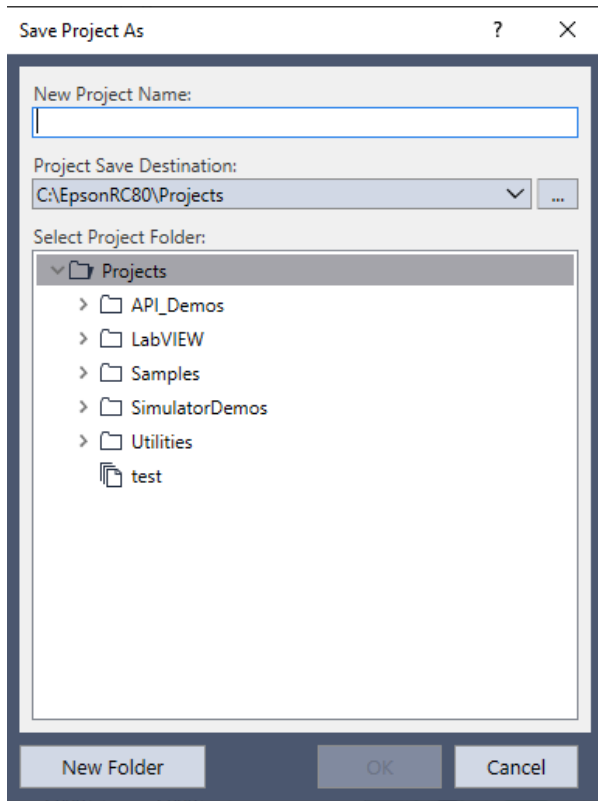 Save Project As ?
New Project Name:
Project Save Destination:
C:\EpsonRC80\Projects ...
Select Project Folder:
Projects
API_Demos
LabVIEW
Samples
SimulatorDemos
Utilities
test
New Folder OK Cancel